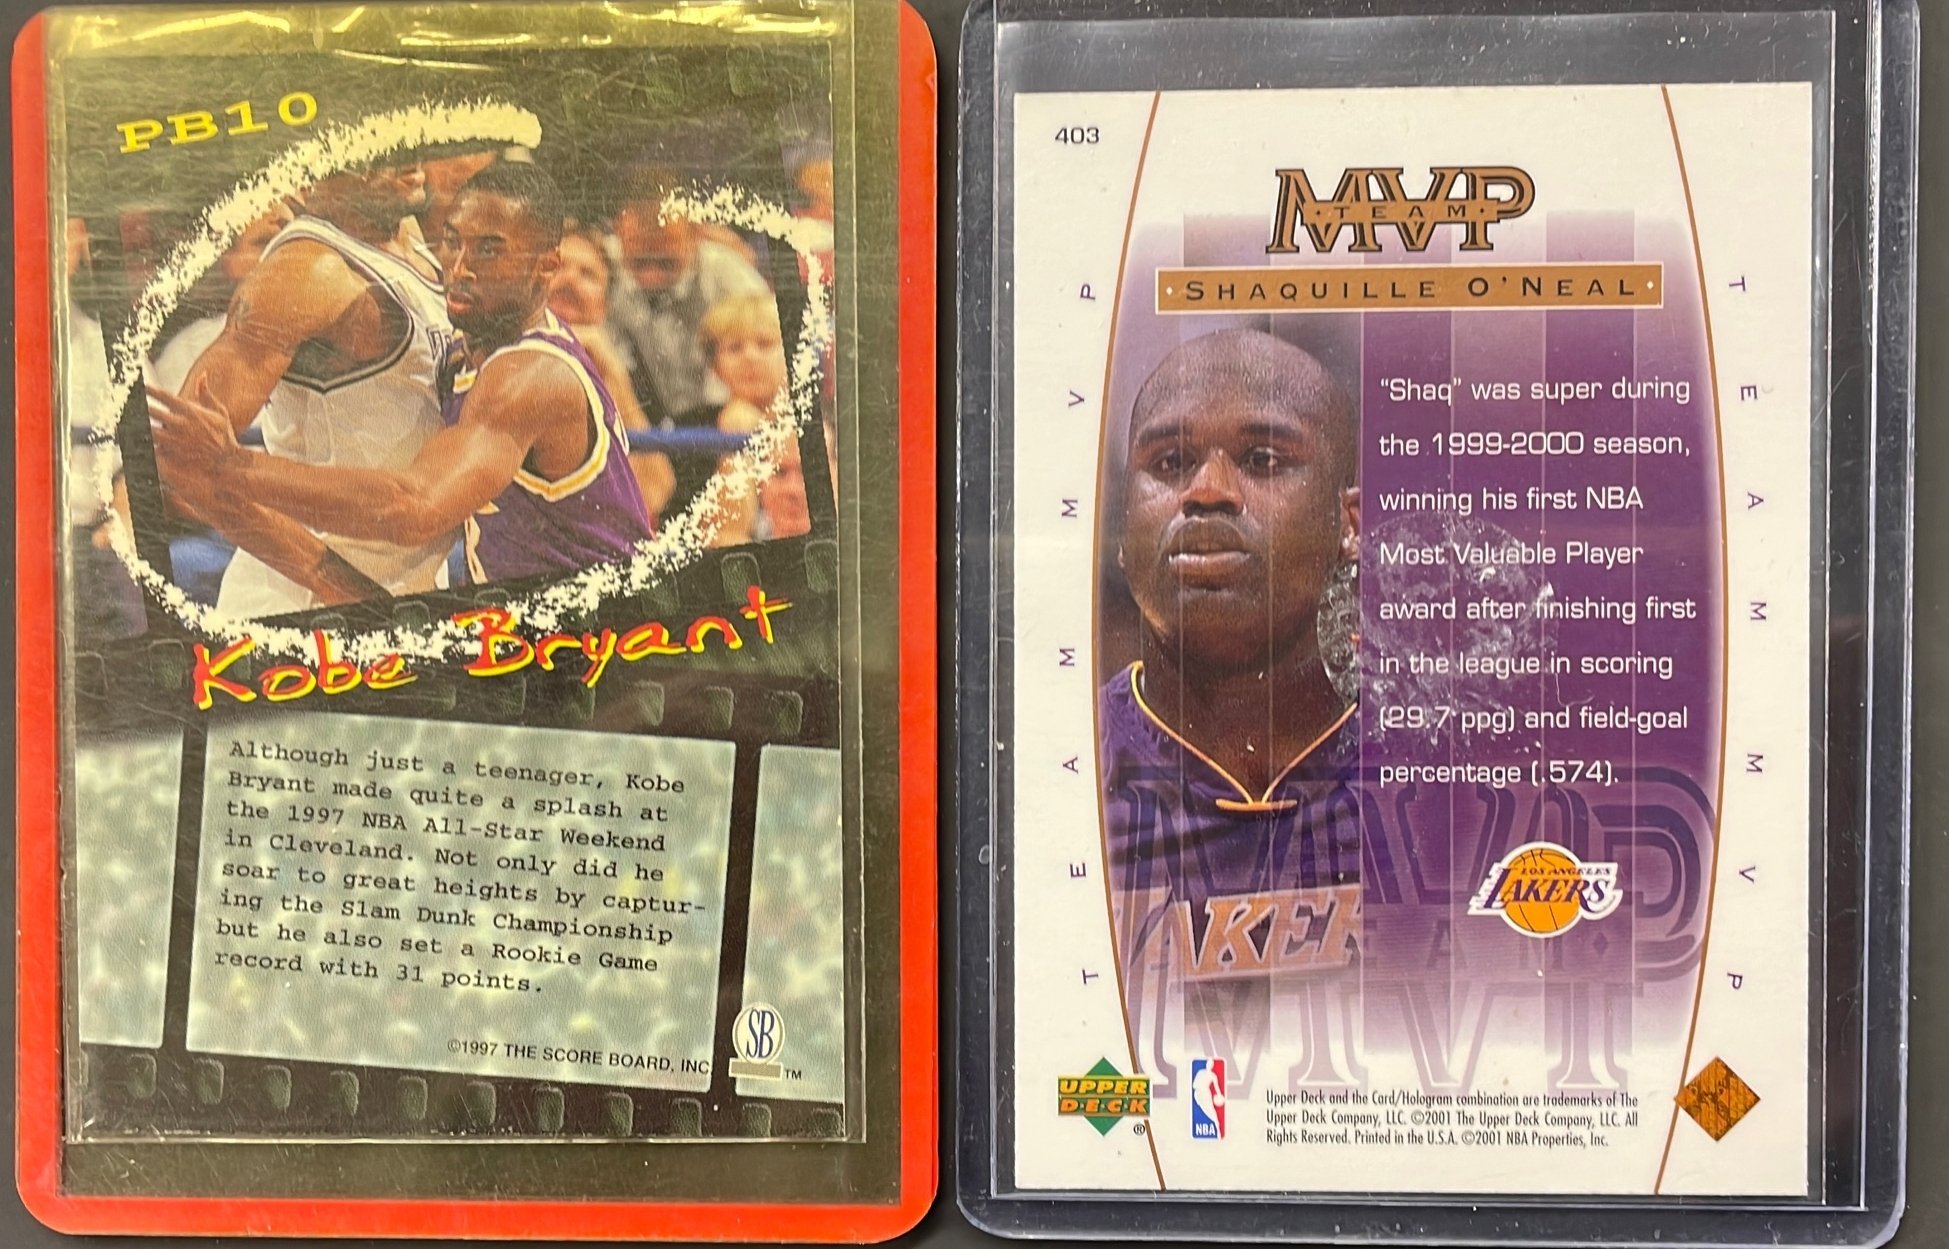 PB10
Kobe Bryant
Although just a teenager, Kobe
Bryant made quite a splash at
the 1997 NBA All-Star Weekend
in Cleveland. Not only did he
soar to great heights by captur-
ing the Slam Dunk Championship
but he also set a Rookie Game
record with 31 points.
©1997 THE SCORE BOARD, INC
SB
TM
403
MVP
TEAM
SHAQUILLE O'NEAL
TEAM MVP
TEAM MVP
"Shaq" was super during
the 1999-2000 season,
winning his first NBA
Most Valuable Player
award after finishing first
in the league in scoring
(29.7 ppg) and field-goal
percentage (.574).
LOS ANGELES
LAKERS
AKER
MVP
TEAM
UPPER
DECK
®
NBA
Upper Deck and the Card/Hologram combination are trademarks of The
Upper Deck Company, LLC. ©2001 The Upper Deck Company, LLC. All
Rights Reserved. Printed in the U.S.A. ©2001 NBA Properties, Inc.